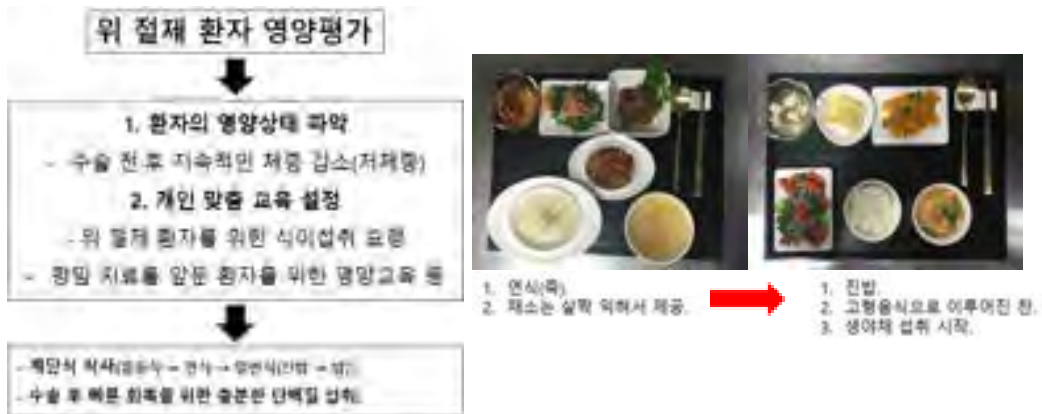 위 절제 환자 영양평가
1. 환자의 영양상태 파악
- 수술 전.후 지속적인 체중 감소(저체중)
2. 개인 맞춤 교육 설정
- 위 절제 환자를 위한 식이섭취 요령
- 항암 치료를 앞둔 환자를 위한 영양교육 등
- 계단식 식사( → 연식 → 일반식(진밥 → 밥))
- 수술 후 빠른 회복을 위한 충분한 단백질 섭취
1. 연식(죽).
2. 채소는 살짝 익혀서 제공.
1. 진밥.
2. 고형음식으로 이루어진 찬.
3. 생야채 섭취 시작.